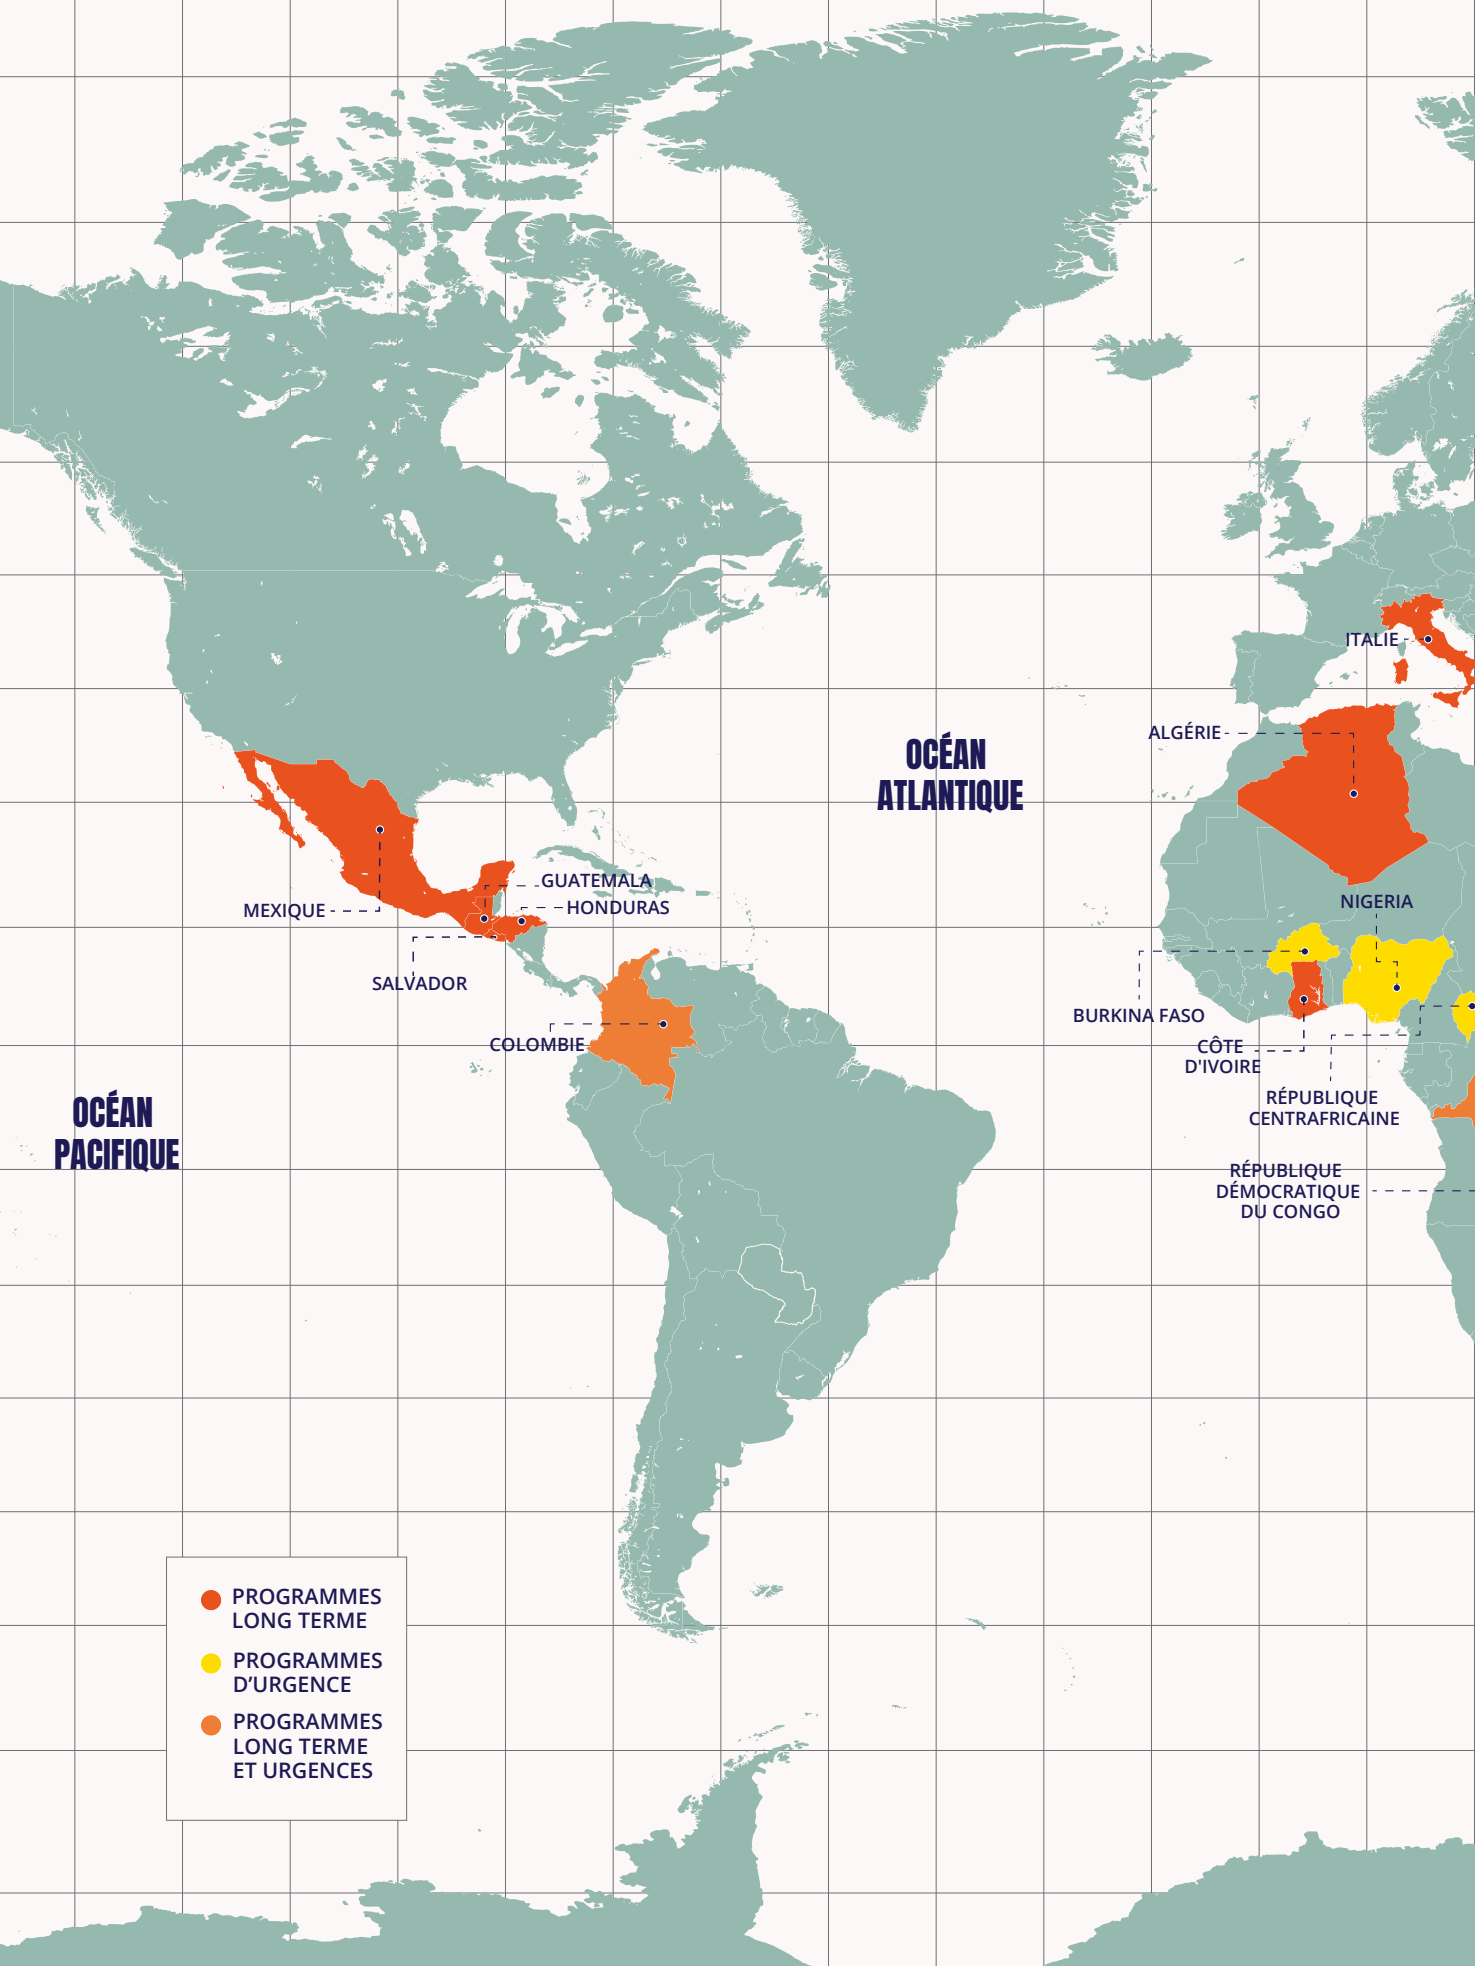 ITALIE
ALGÉRIE
OCÉAN
ATLANTIQUE
GUATEMALA
HONDURAS
MEXIQUE
NIGERIA
SALVADOR
BURKINA FASO
COLOMBIE
CÔTE
D'IVOIRE
RÉPUBLIQUE
CENTRAFRICAINE
OCÉAN
PACIFIQUE
RÉPUBLIQUE
DÉMOCRATIQUE
DU CONGO
PROGRAMMES
LONG TERME
PROGRAMMES
D’URGENCE
PROGRAMMES
LONG TERME
ET URGENCES